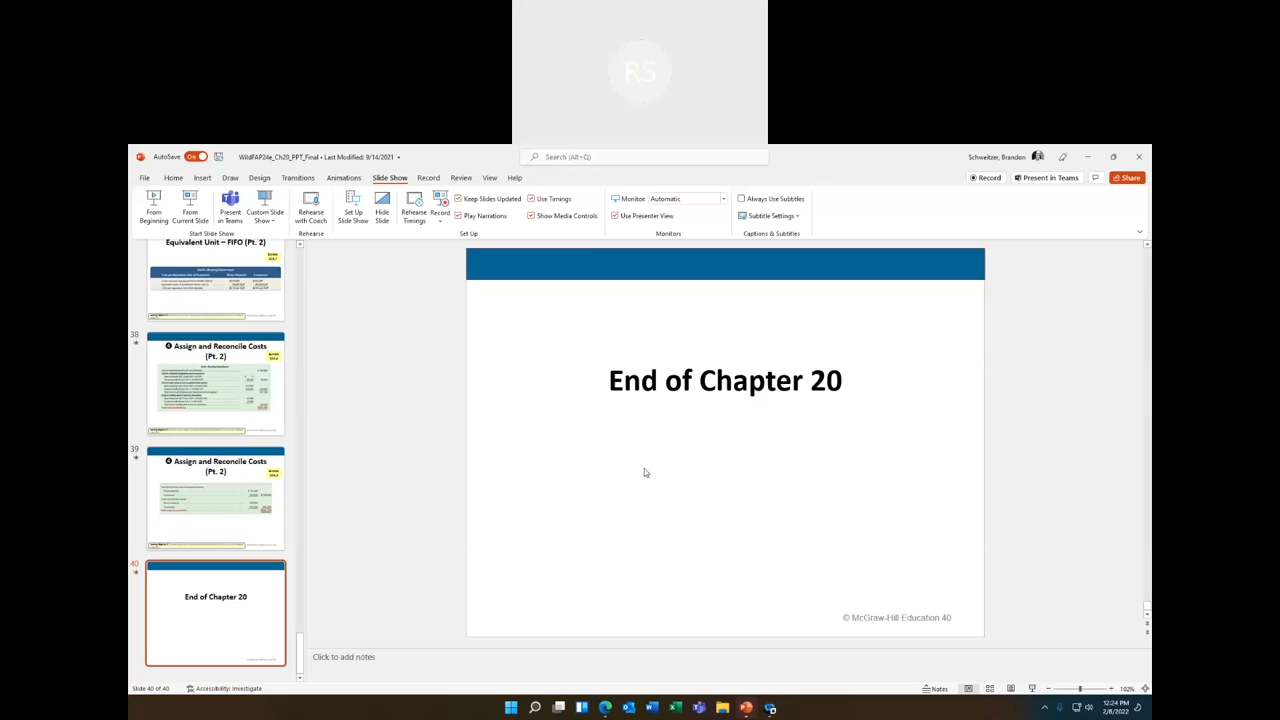 RS
AutoSave On WildFAP24e_Ch20_PPT_Final • Last Modified: 9/14/2021 Search (Alt+Q) Schweitzer, Brandon
File Home Insert Draw Design Transitions Animations Slide Show Record Review View Help Record Present in Teams Share
From Beginning
From Current Slide
Present in Teams
Custom Slide Show
Rehearse with Coach
Set Up Slide Show
Hide Slide
Rehearse Timings
Record
Keep Slides Updated
Play Narrations
Use Timings
Show Media Controls
Monitor: Automatic
Use Presenter View
Always Use Subtitles
Subtitle Settings
Start Slide Show Rehearse Set Up Monitors Captions & Subtitles
Equivalent Unit – FIFO (Pt. 2)
38
4 Assign and Reconcile Costs
(Pt. 2)
39
4 Assign and Reconcile Costs
(Pt. 2)
40
End of Chapter 20
End of Chapter 20
© McGraw-Hill Education 40
Click to add notes
Slide 40 of 40 Accessibility: Investigate Notes 102%
12:24 PM
2/8/2022